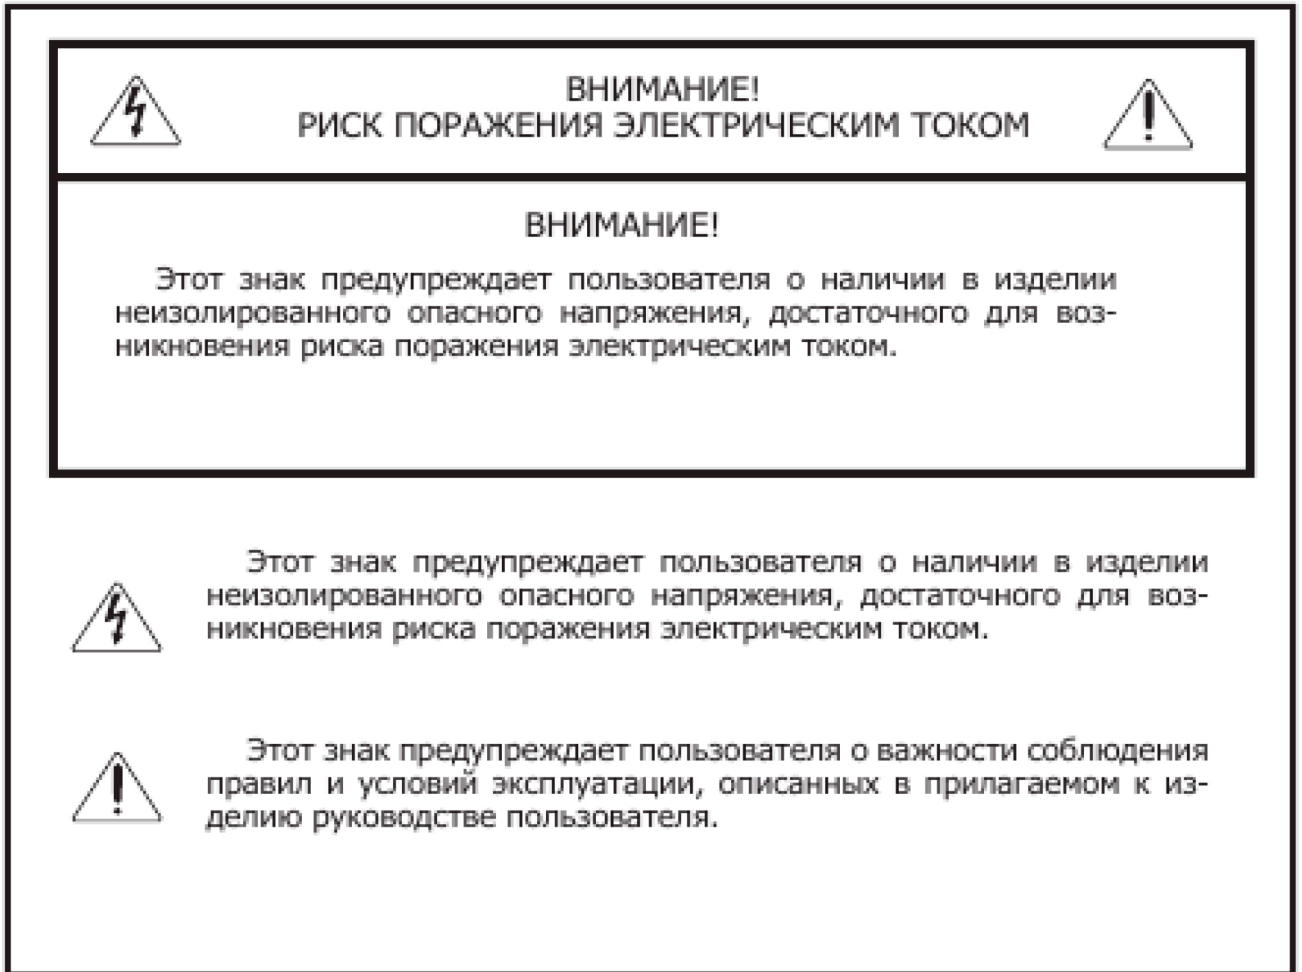 ВНИМАНИЕ!
РИСК ПОРАЖЕНИЯ ЭЛЕКТРИЧЕСКИМ ТОКОМ
ВНИМАНИЕ!
Этот знак предупреждает пользователя о наличии в изделии
неизолированного опасного напряжения, достаточного для воз-
никновения риска поражения электрическим током.
Этот знак предупреждает пользователя о наличии в изделии
неизолированного опасного напряжения, достаточного для воз-
никновения риска поражения электрическим током.
Этот знак предупреждает пользователя о важности соблюдения
правил и условий эксплуатации, описанных в прилагаемом к из-
делию руководстве пользователя.